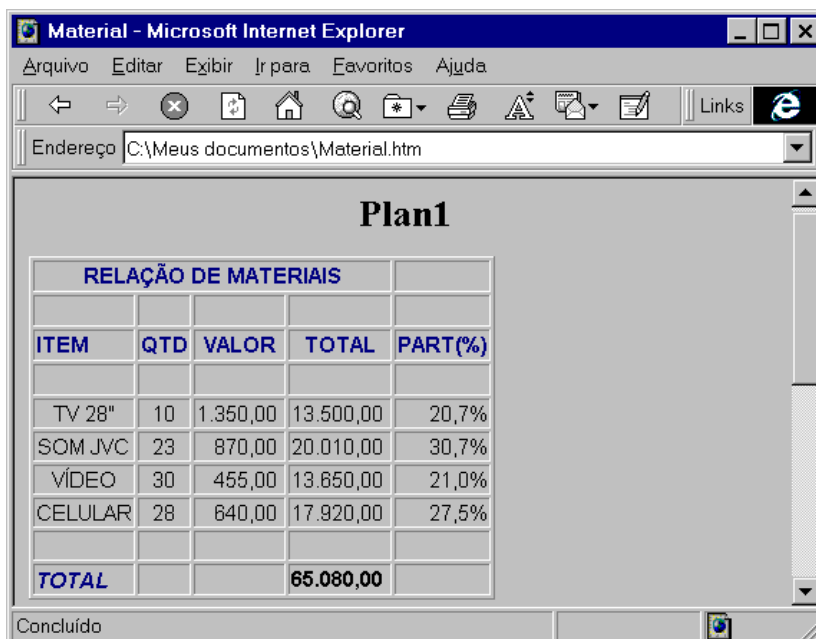 Material - Microsoft Internet Explorer
Arquivo Editar Exibir Ir para Favoritos Ajuda
Links
Endereço C:\Meus documentos\Material.htm
Plan1
RELAÇÃO DE MATERIAIS
ITEM QTD VALOR TOTAL PART(%)
TV 28" 10 1.350,00 13.500,00 20,7%
SOM JVC 23 870,00 20.010,00 30,7%
VÍDEO 30 455,00 13.650,00 21,0%
CELULAR 28 640,00 17.920,00 27,5%
TOTAL 65.080,00
Concluído